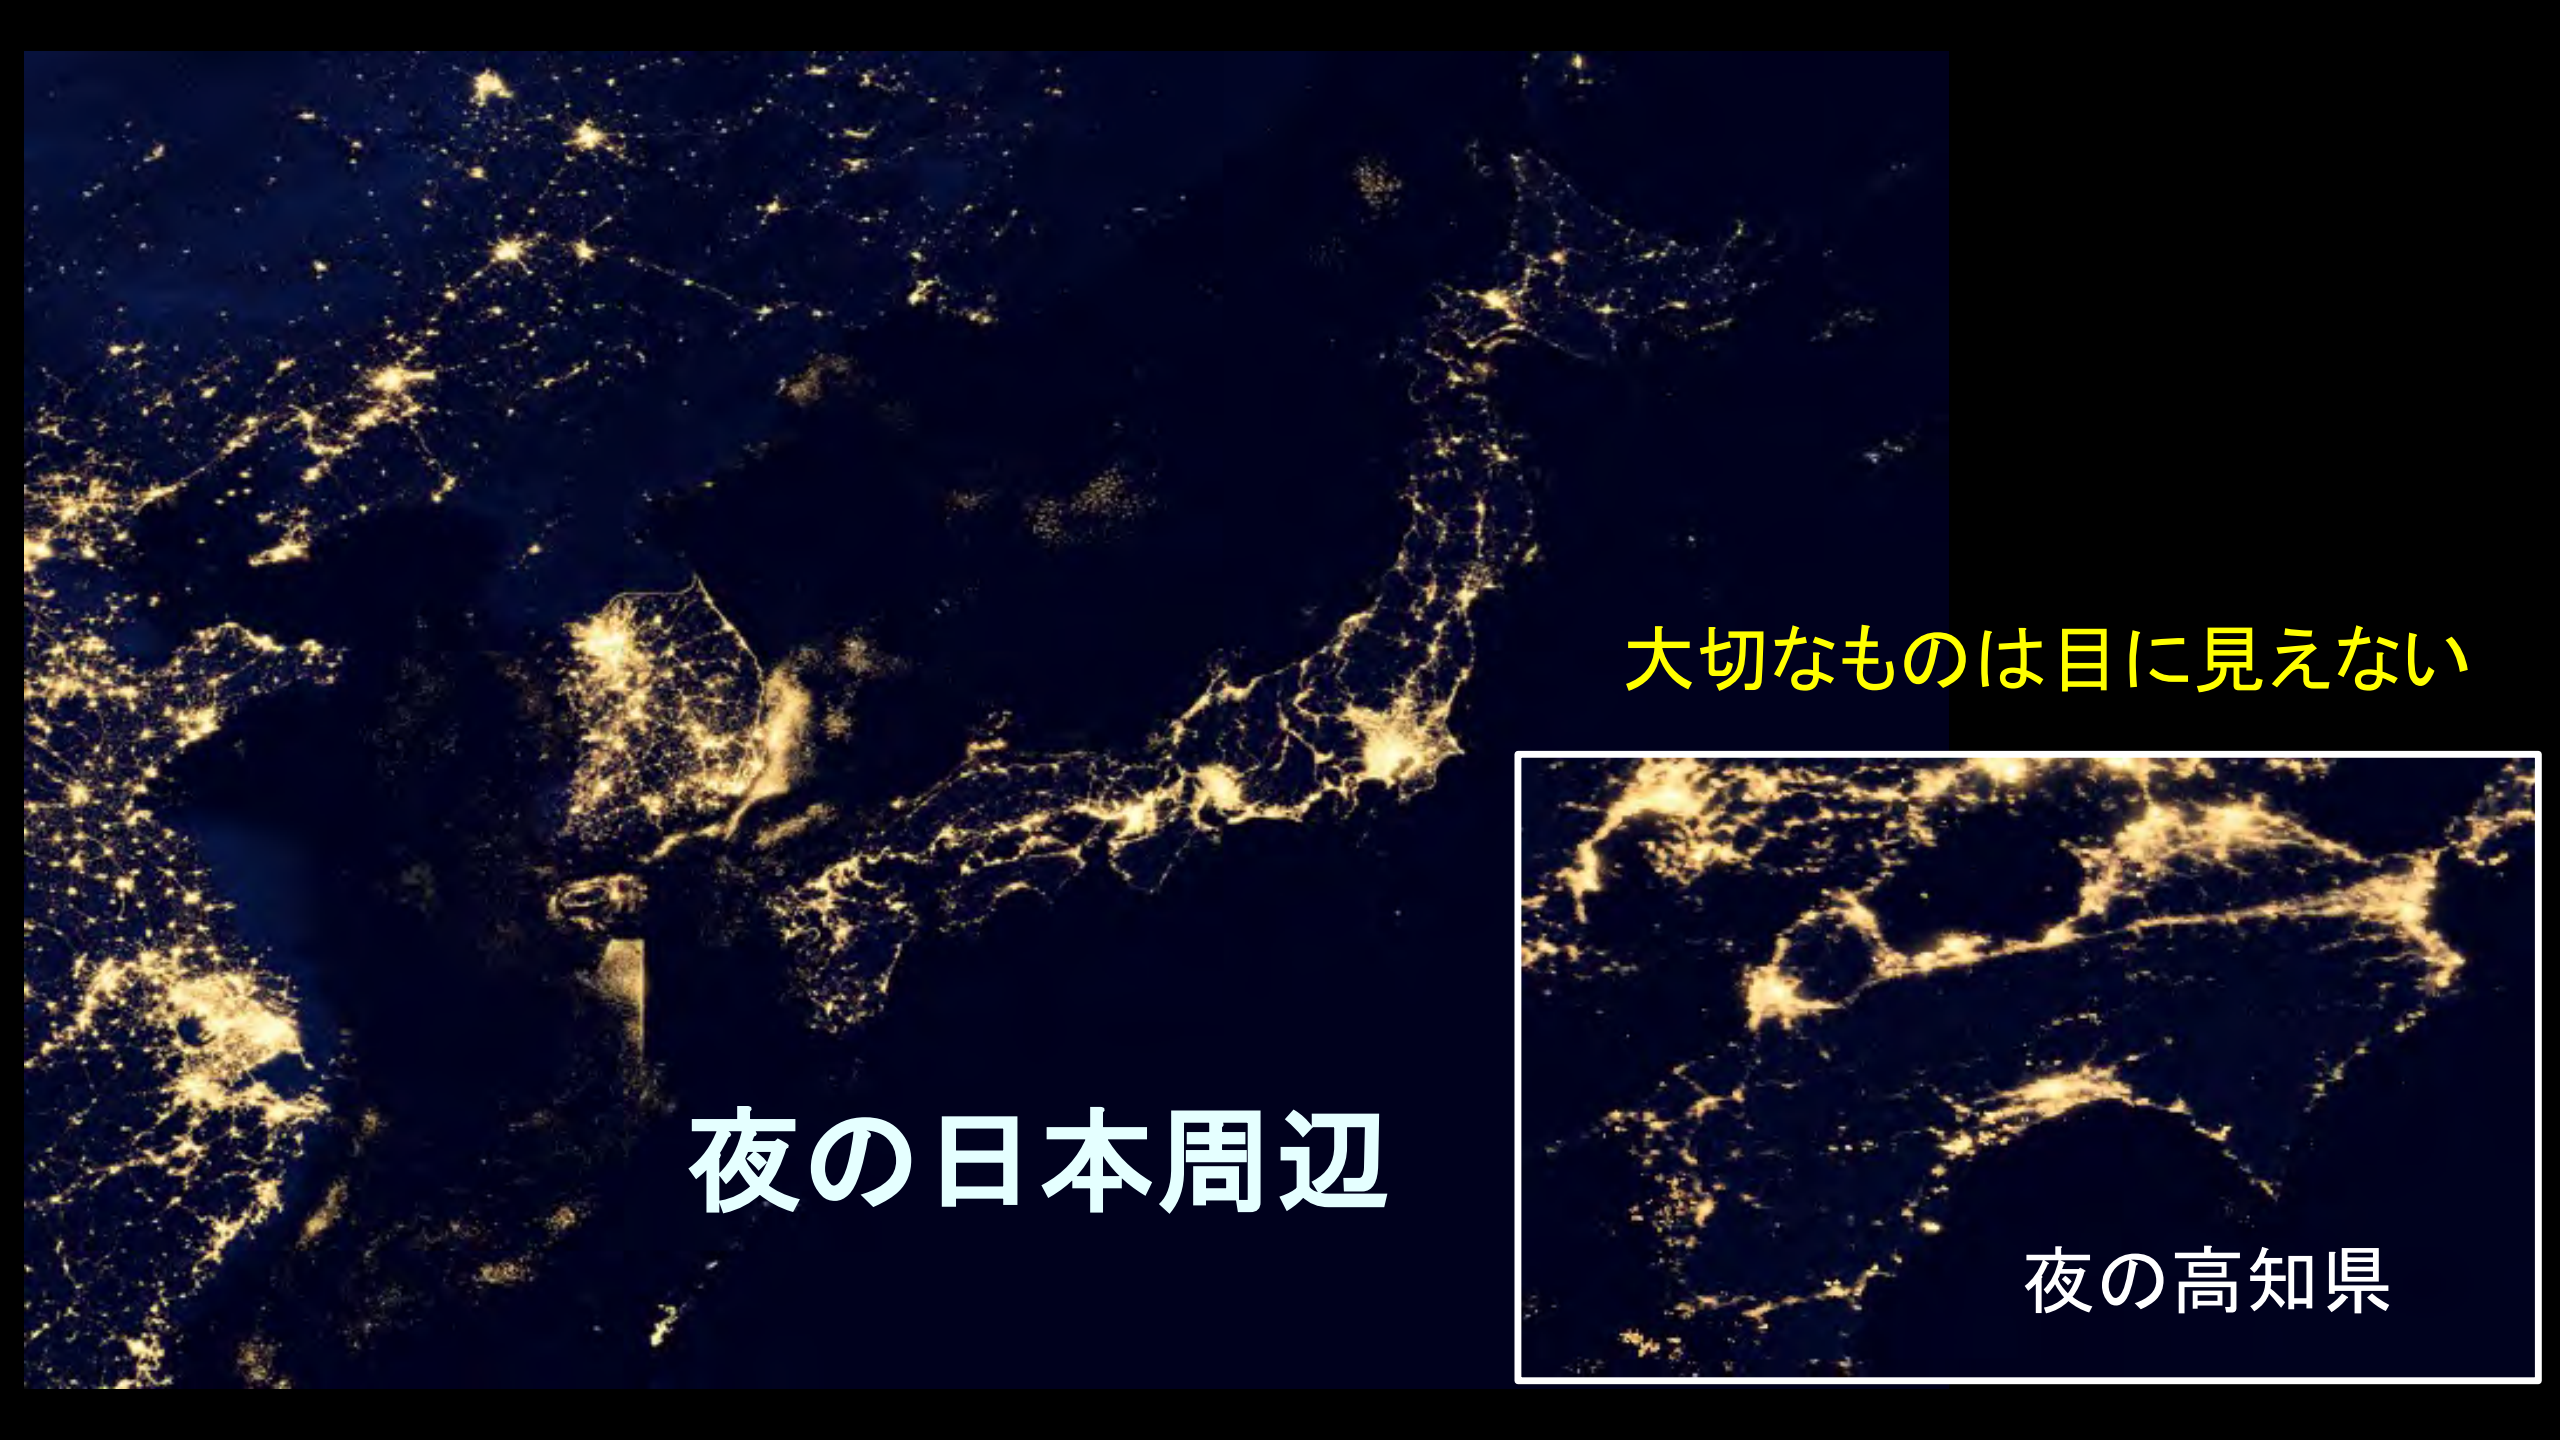 大切なものは目に見えない
夜の日本周辺
夜の高知県